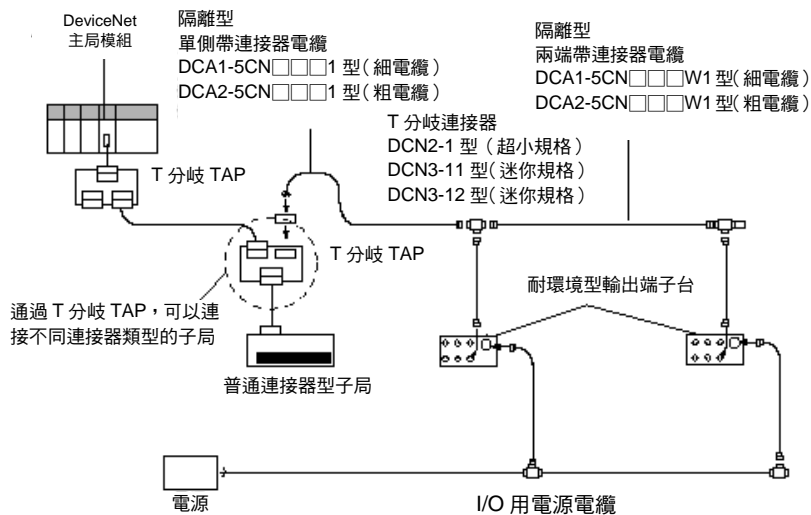 DeviceNet
主局模組
隔離型
單側帶連接器電纜
DCA1-5CN□□□1 型（細電纜）
DCA2-5CN□□□1 型（粗電纜）
隔離型
兩端帶連接器電纜
DCA1-5CN□□□W1 型（細電纜）
DCA2-5CN□□□W1 型（粗電纜）
T 分岐連接器
DCN2-1 型（超小規格）
DCN3-11 型（迷你規格）
DCN3-12 型（迷你規格）
T 分岐 TAP
T 分岐 TAP
通過 T 分岐 TAP，可以連
接不同連接器類型的子局
耐環境型輸出端子台
普通連接器型子局
電源
I/O 用電源電纜